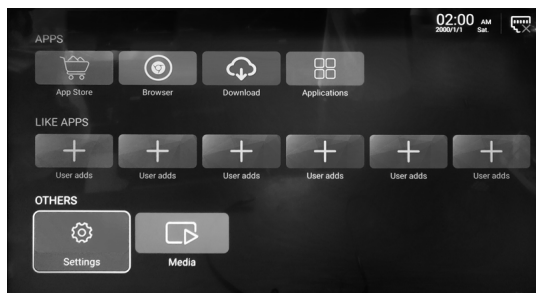 02:00 AM
2000/1/1 Sat.
APPS
App Store
Browser
Download
Applications
LIKE APPS
User adds
User adds
User adds
User adds
User adds
User adds
OTHERS
Settings
Media